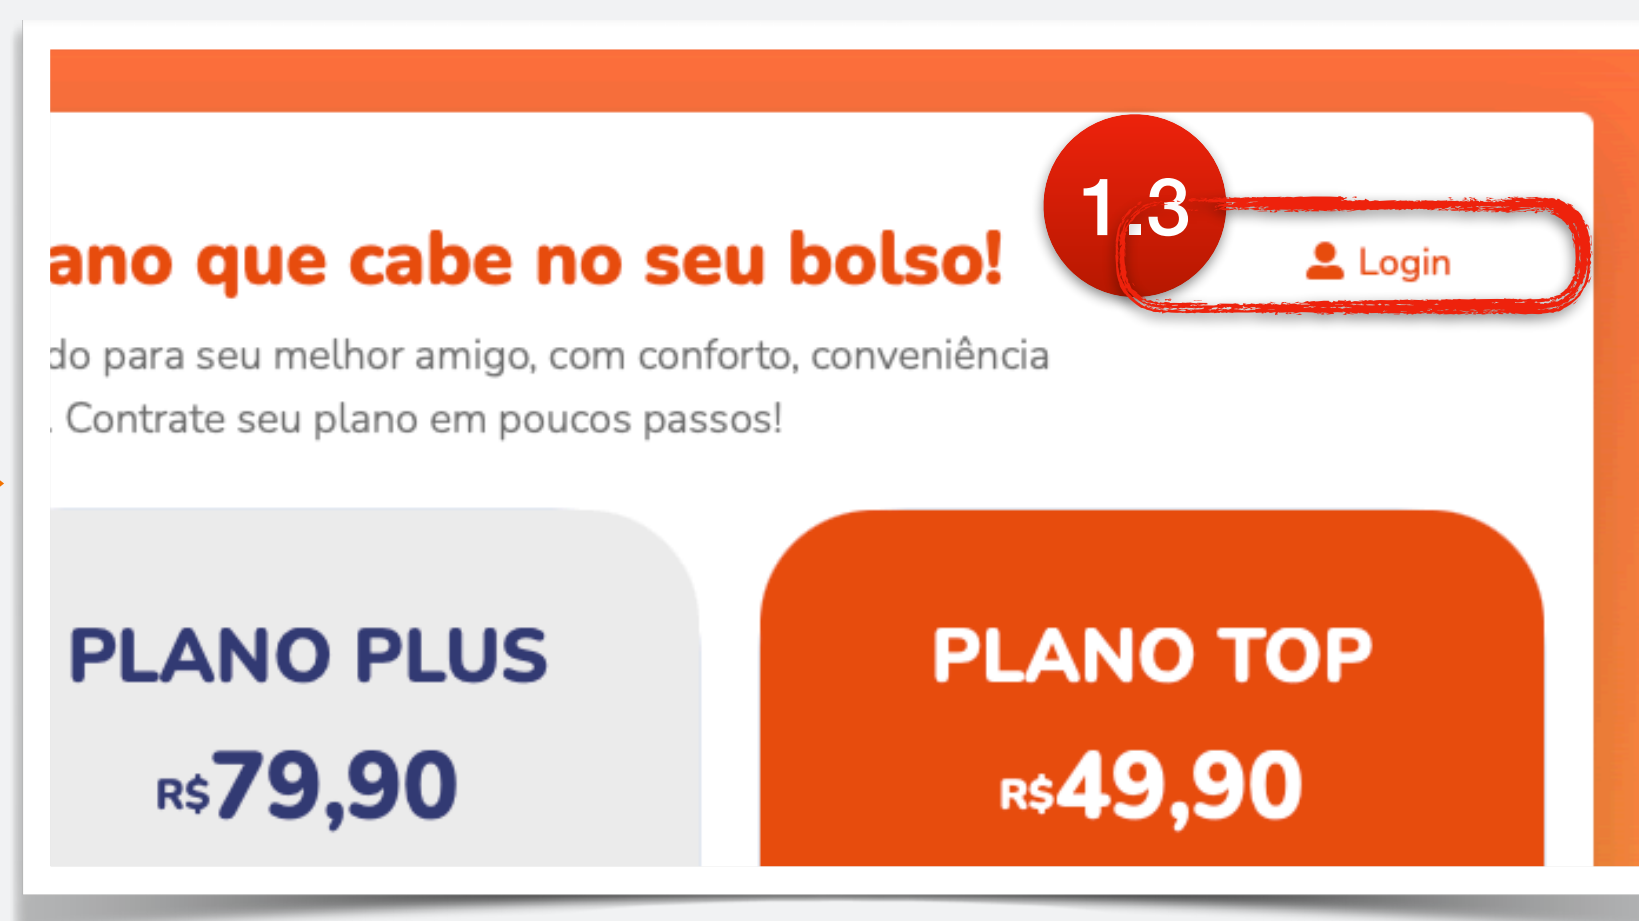 1.3
ano que cabe no seu bolso!
Login
do para seu melhor amigo, com conforto, conveniência
. Contrate seu plano em poucos passos!
PLANO PLUS
R$79,90
PLANO TOP
R$49,90